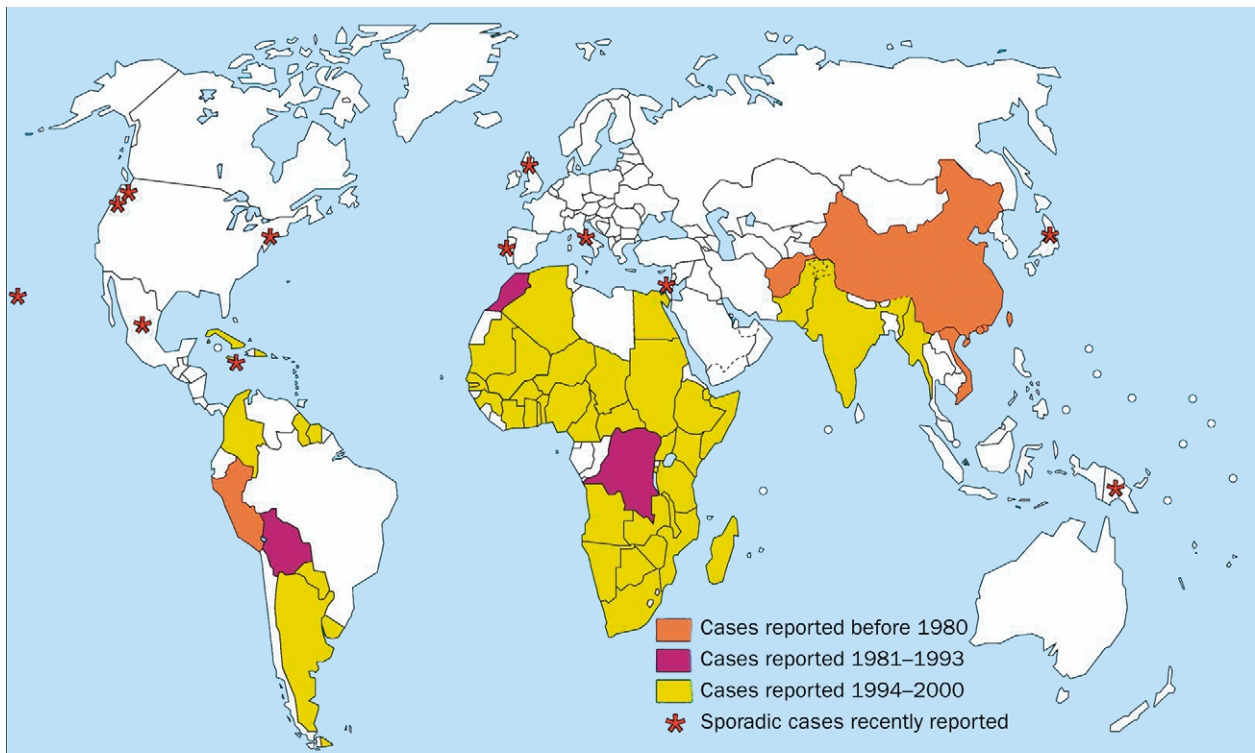 Cases reported before 1980
Cases reported 1981–1993
Cases reported 1994–2000
Sporadic cases recently reported